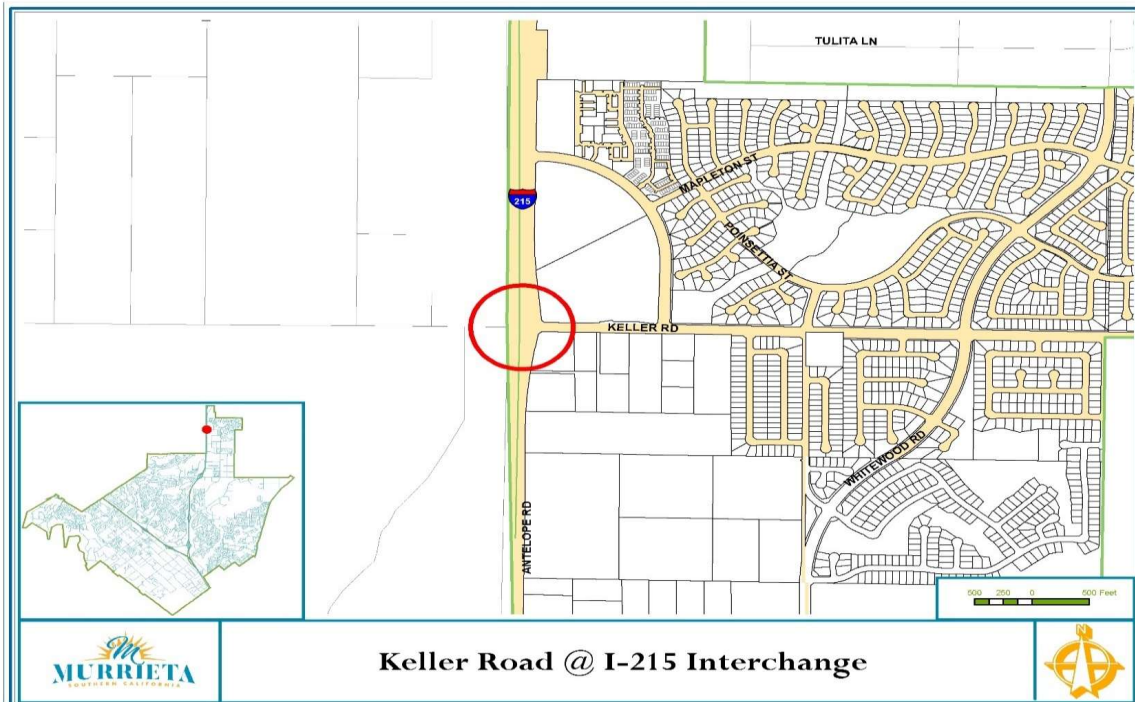 TULITA LN
MAPLETON ST
215
POINSETTIA ST
KELLER RD
WHITEWOOD RD
ANTELOPE RD
500 250 0 500 Feet
M
MURRIETA
SOUTHERN CALIFORNIA
Keller Road @ I-215 Interchange
N